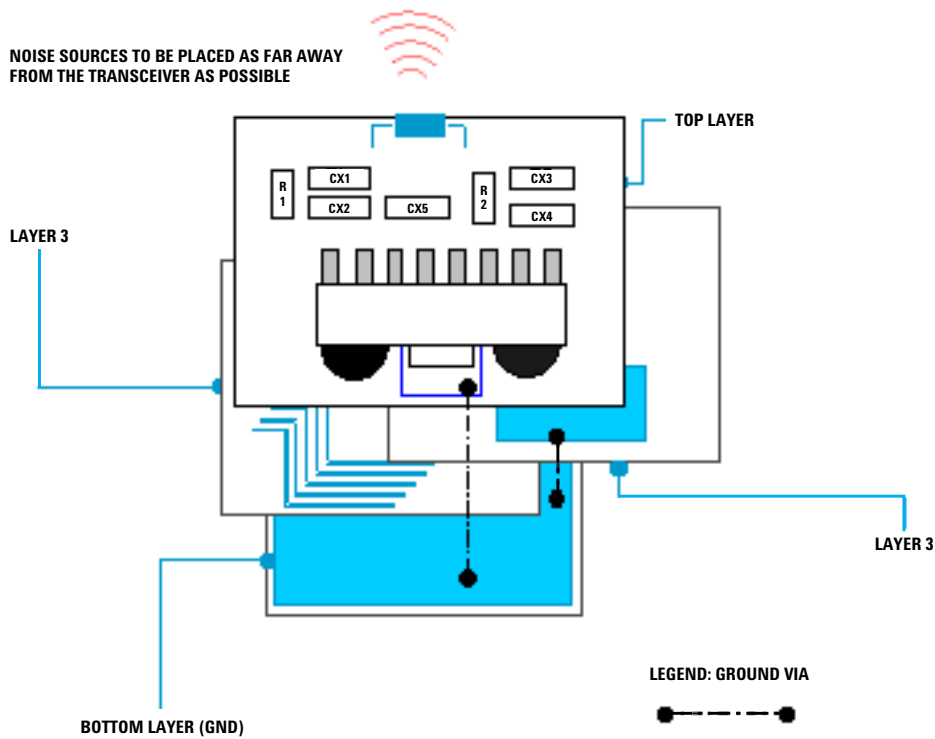 NOISE SOURCES TO BE PLACED AS FAR AWAY
FROM THE TRANSCEIVER AS POSSIBLE
TOP LAYER
R
1
CX1
CX2
CX5
R
2
CX3
CX4
LAYER 3
LAYER 3
BOTTOM LAYER (GND)
LEGEND: GROUND VIA